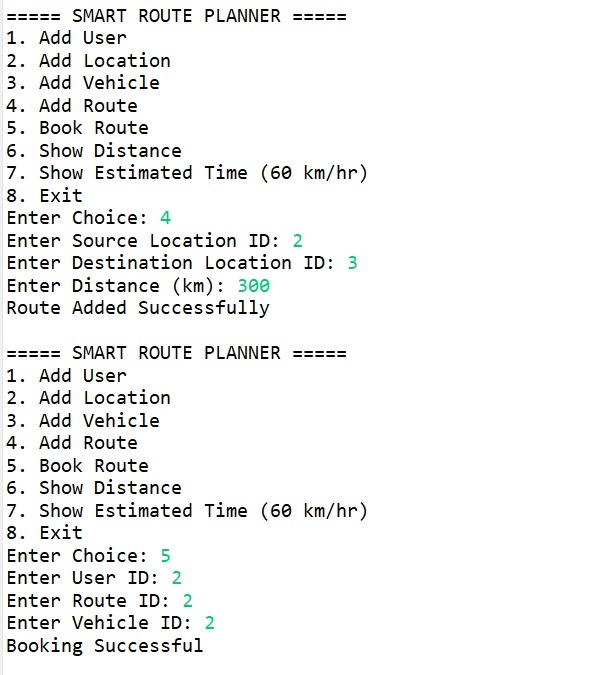 ===== SMART ROUTE PLANNER =====
1. Add User
2. Add Location
3. Add Vehicle
4. Add Route
5. Book Route
6. Show Distance
7. Show Estimated Time (60 km/hr)
8. Exit
Enter Choice: 4
Enter Source Location ID: 2
Enter Destination Location ID: 3
Enter Distance (km): 300
Route Added Successfully

===== SMART ROUTE PLANNER =====
1. Add User
2. Add Location
3. Add Vehicle
4. Add Route
5. Book Route
6. Show Distance
7. Show Estimated Time (60 km/hr)
8. Exit
Enter Choice: 5
Enter User ID: 2
Enter Route ID: 2
Enter Vehicle ID: 2
Booking Successful